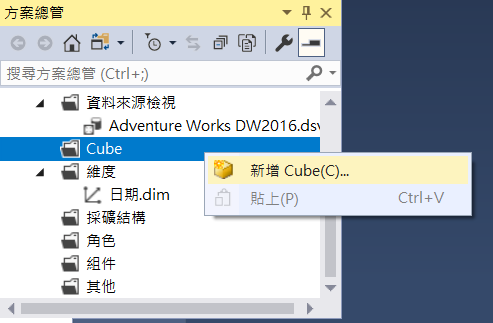 方案總管
搜尋方案總管 (Ctrl+;)
資料來源檢視
Adventure Works DW2016.dsv
Cube
新增 Cube(C)...
維度
貼上(P) Ctrl+V
日期.dim
採礦結構
角色
組件
其他